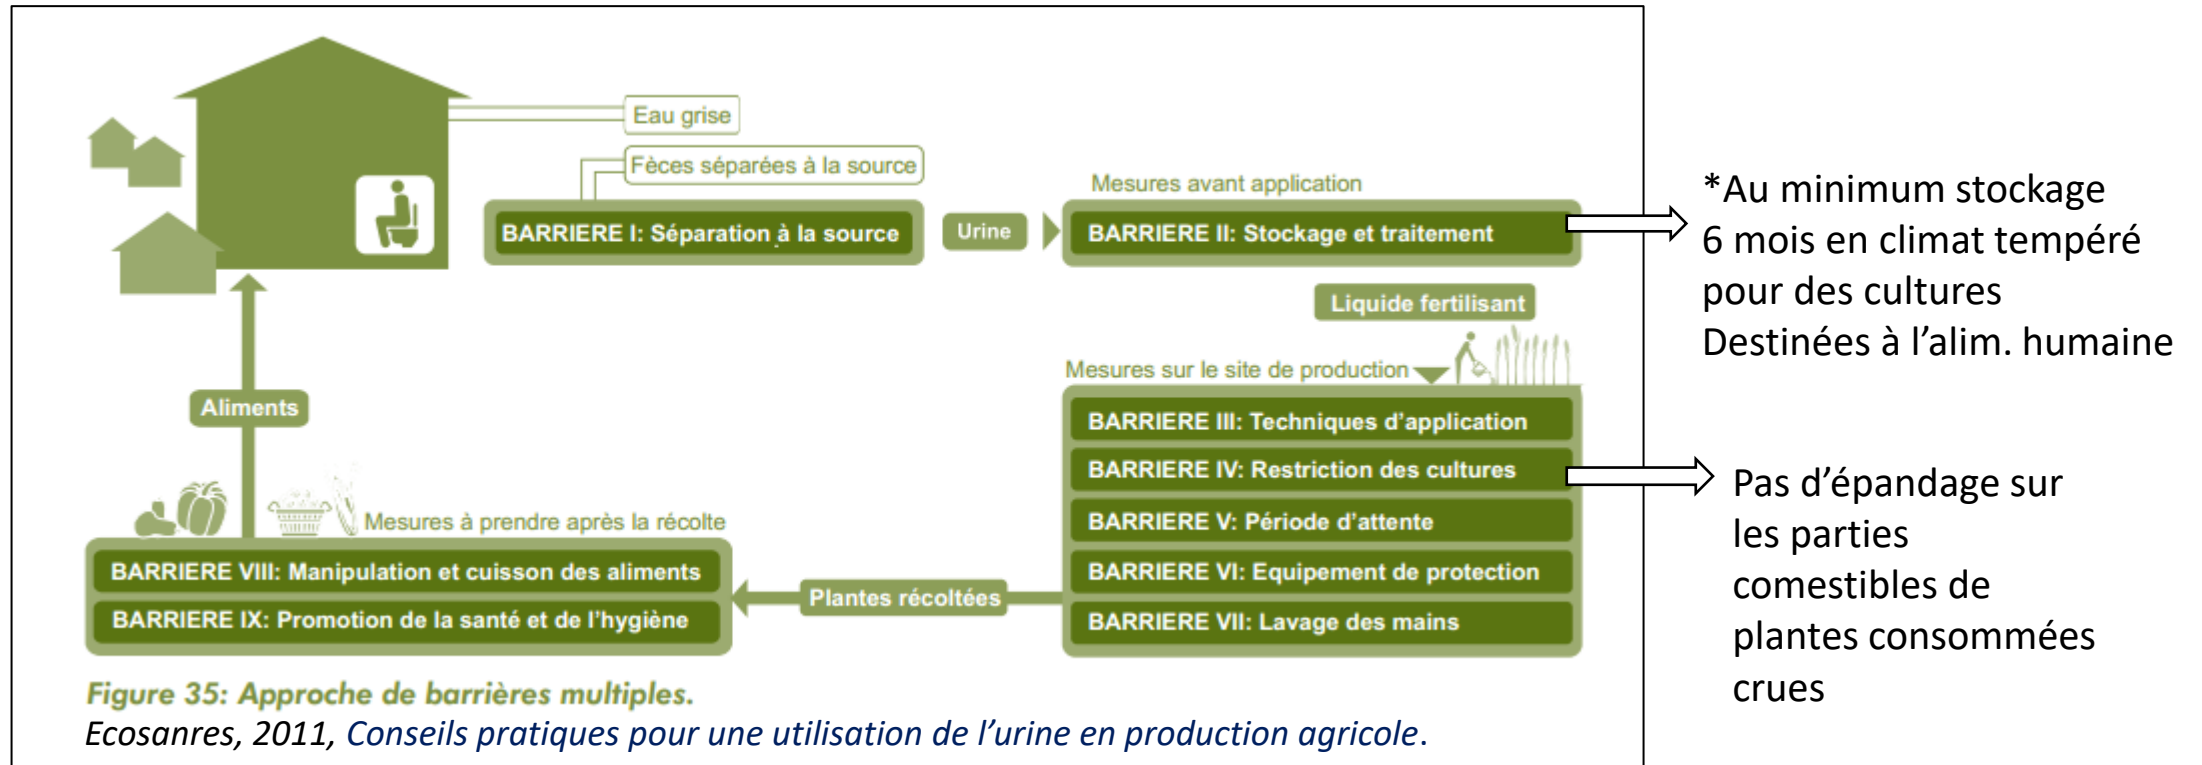 Eau grise
Fèces séparées à la source
BARRIERE I: Séparation à la source
Urine
Mesures avant application
BARRIERE II: Stockage et traitement
*Au minimum stockage
6 mois en climat tempéré
pour des cultures
Destinées à l’alim. humaine
Liquide fertilisant
Mesures sur le site de production
BARRIERE III: Techniques d’application
BARRIERE IV: Restriction des cultures
BARRIERE V: Période d’attente
BARRIERE VI: Equipement de protection
BARRIERE VII: Lavage des mains
Pas d’épandage sur
les parties
comestibles de
plantes consommées
crues
Plantes récoltées
Mesures à prendre après la récolte
BARRIERE VIII: Manipulation et cuisson des aliments
BARRIERE IX: Promotion de la santé et de l’hygiène
Aliments
Figure 35: Approche de barrières multiples.
Ecosanres, 2011, Conseils pratiques pour une utilisation de l’urine en production agricole.